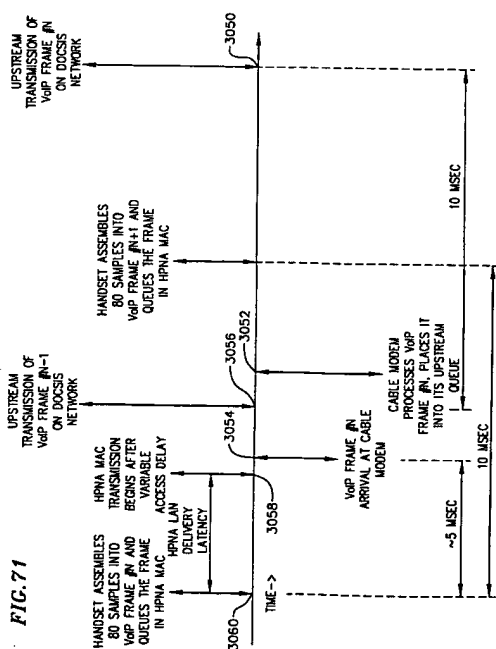 FIG.71
HANDSET ASSEMBLES
80 SAMPLES INTO
VoIP FRAME #N AND
QUEUES THE FRAME
IN HPNA MAC
HPNA MAC
TRANSMISSION
BEGINS AFTER
VARIABLE
ACCESS DELAY
HPNA LAN
DELIVERY
LATENCY
UPSTREAM
TRANSMISSION OF
VoIP FRAME #N-1
ON DOCSIS
NETWORK
HANDSET ASSEMBLES
80 SAMPLES INTO
VoIP FRAME #N+1 AND
QUEUES THE FRAME
IN HPNA MAC
UPSTREAM
TRANSMISSION OF
VoIP FRAME #N
ON DOCSIS
NETWORK
3060
3058
3054
3056
3052
3050
TIME->
VoIP FRAME #N
ARRIVAL AT CABLE
MODEM
CABLE MODEM
PROCESSES VoIP
FRAME #N, PLACES IT
INTO ITS UPSTREAM
QUEUE
~5 MSEC
10 MSEC
10 MSEC